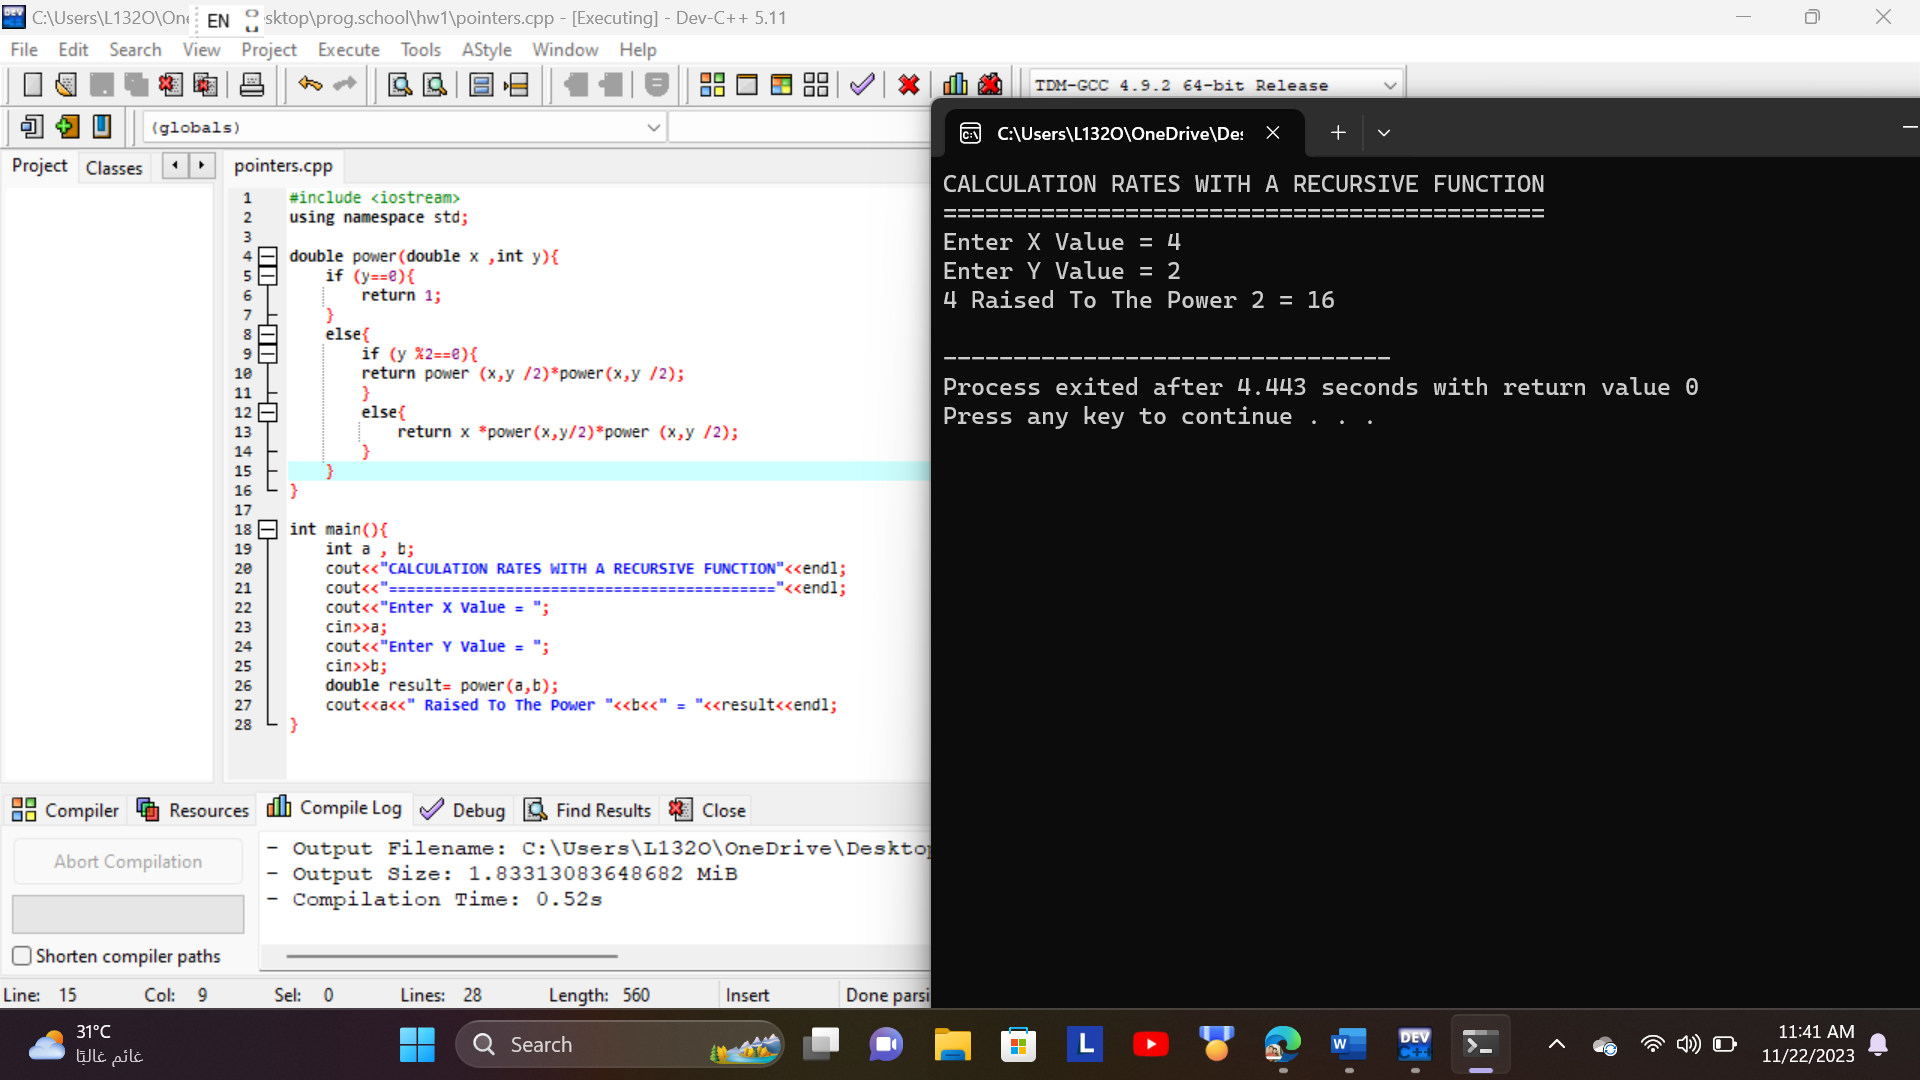 C:\Users\L132O\One
EN
sktop\prog.school\hw1\pointers.cpp - [Executing] - Dev-C++ 5.11
File Edit Search View Project Execute Tools AStyle Window Help
TDM-GCC 4.9.2 64-bit Release
(globals)
Project Classes
pointers.cpp
1 #include <iostream>
2 using namespace std;
3
4 double power(double x ,int y){
5 if (y==0){
6 return 1;
7 }
8 else{
9 if (y %2==0){
10 return power (x,y /2)*power(x,y /2);
11 }
12 else{
13 return x *power(x,y/2)*power (x,y /2);
14 }
15 }
16 }
17
18 int main(){
19 int a , b;
20 cout<<"CALCULATION RATES WITH A RECURSIVE FUNCTION"<<endl;
21 cout<<"==========================================="<<endl;
22 cout<<"Enter X Value = ";
23 cin>>a;
24 cout<<"Enter Y Value = ";
25 cin>>b;
26 double result= power(a,b);
27 cout<<a<<" Raised To The Power "<<b<<" = "<<result<<endl;
28 }
C:\Users\L132O\OneDrive\Des
CALCULATION RATES WITH A RECURSIVE FUNCTION
===========================================
Enter X Value = 4
Enter Y Value = 2
4 Raised To The Power 2 = 16
--------------------------------
Process exited after 4.443 seconds with return value 0
Press any key to continue . . .
Compiler Resources Compile Log Debug Find Results Close
Abort Compilation
Shorten compiler paths
- Output Filename: C:\Users\L132O\OneDrive\Desktop
- Output Size: 1.83313083648682 MiB
- Compilation Time: 0.52s
Line: 15 Col: 9 Sel: 0 Lines: 28 Length: 560 Insert Done parsi
31°C
غائم غالبًا
Search
L
W
DEV C++
11:41 AM
11/22/2023